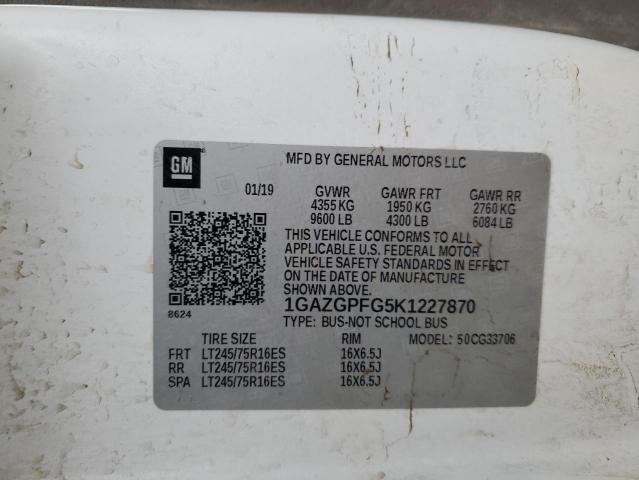 GM
MFD BY GENERAL MOTORS LLC
01/19 GVWR GAWR FRT GAWR RR
4355 KG 1950 KG 2760 KG
9600 LB 4300 LB 6084 LB
THIS VEHICLE CONFORMS TO ALL
APPLICABLE U.S. FEDERAL MOTOR
VEHICLE SAFETY STANDARDS IN EFFECT
ON THE DATE OF MANUFACTURE
SHOWN ABOVE.
8624
1GAZGPFG5K1227870
TYPE: BUS-NOT SCHOOL BUS
TIRE SIZE RIM MODEL: 50CG33706
FRT LT245/75R16ES 16X6.5J
RR LT245/75R16ES 16X6.5J
SPA LT245/75R16ES 16X6.5J